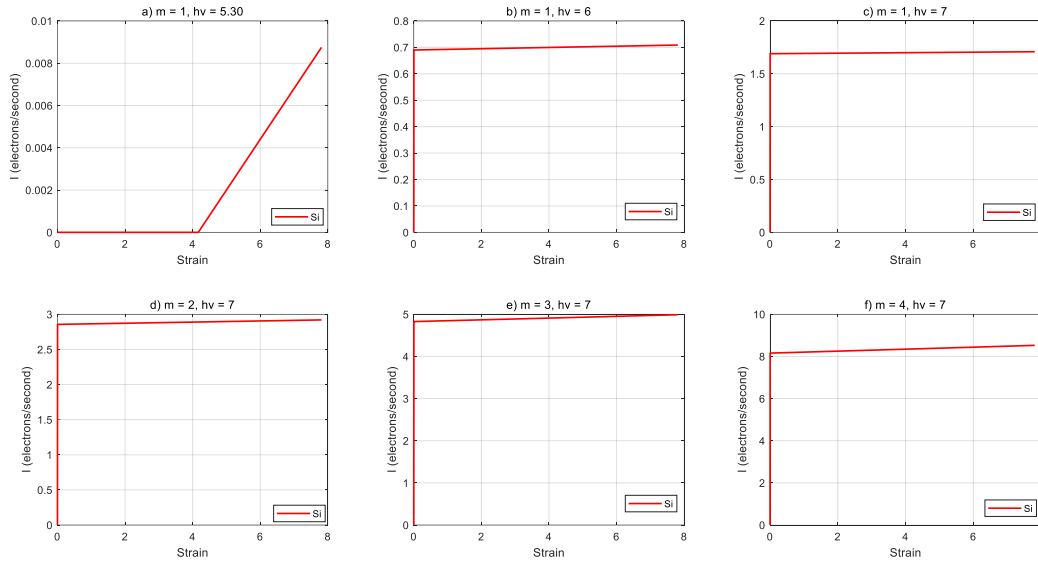 a) m = 1, hv = 5.30
I (electrons/second)
0.01
0.008
0.006
0.004
0.002
0
0 2 4 6 8
Strain
Si
b) m = 1, hv = 6
I (electrons/second)
0.8
0.7
0.6
0.5
0.4
0.3
0.2
0.1
0
0 2 4 6 8
Strain
Si
c) m = 1, hv = 7
I (electrons/second)
2
1.5
1
0.5
0
0 2 4 6
Strain
Si
d) m = 2, hv = 7
I (electrons/second)
3
2.5
2
1.5
1
0.5
0
0 2 4 6 8
Strain
Si
e) m = 3, hv = 7
I (electrons/second)
5
4
3
2
1
0
0 2 4 6 8
Strain
Si
f) m = 4, hv = 7
I (electrons/second)
10
8
6
4
2
0
0 2 4 6
Strain
Si